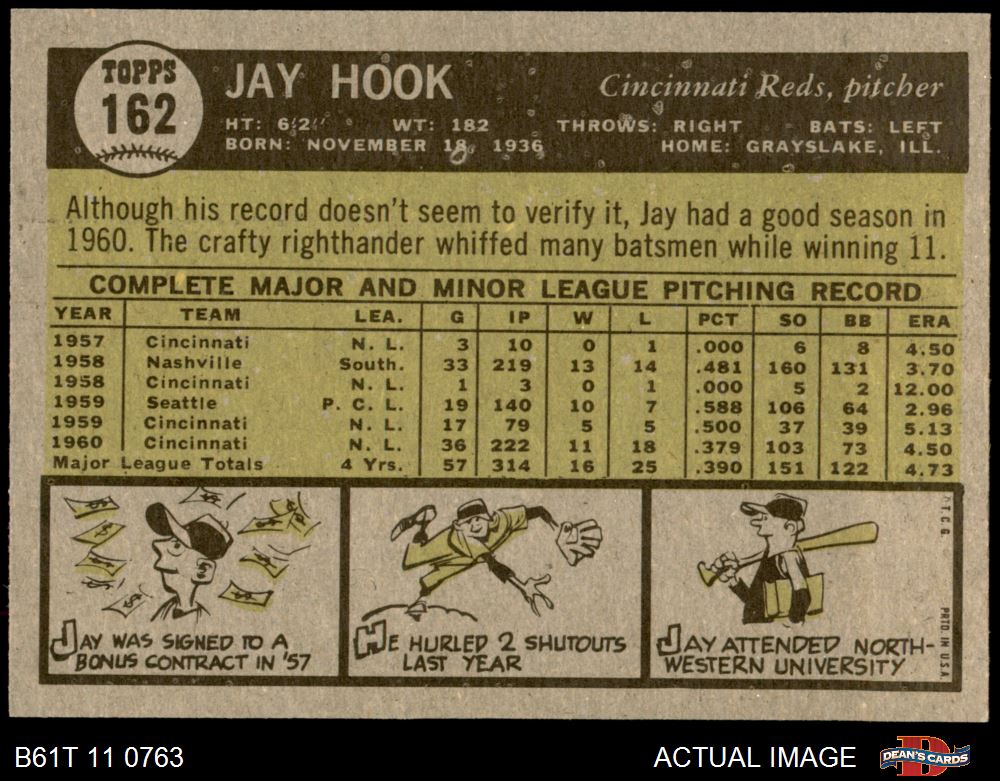 TOPPS
162
JAY HOOK
Cincinnati Reds, pitcher
HT: 6'2" WT: 182 THROWS: RIGHT BATS: LEFT
BORN: NOVEMBER 18, 1936 HOME: GRAYSLAKE, ILL.
Although his record doesn't seem to verify it, Jay had a good season in
1960. The crafty righthander whiffed many batsmen while winning 11.
COMPLETE MAJOR AND MINOR LEAGUE PITCHING RECORD
YEAR TEAM LEA. G IP W L PCT SO BB ERA
1957 Cincinnati N. L. 3 10 0 1 .000 6 8 4.50
1958 Nashville South. 33 219 13 14 .481 160 131 3.70
1958 Cincinnati N. L. 1 3 0 1 .000 5 2 12.00
1959 Seattle P. C. L. 19 140 10 7 .588 106 64 2.96
1959 Cincinnati N. L. 17 79 5 5 .500 37 39 5.13
1960 Cincinnati N. L. 36 222 11 18 .379 103 73 4.50
Major League Totals 4 Yrs. 57 314 16 25 .390 151 122 4.73
JAY WAS SIGNED TO A
BONUS CONTRACT IN '57
HE HURLED 2 SHUTOUTS
LAST YEAR
JAY ATTENDED NORTH-
WESTERN UNIVERSITY
T.C.G.
PRTD. IN U.S.A.
B61T 11 0763
ACTUAL IMAGE
DEAN'S CARDS